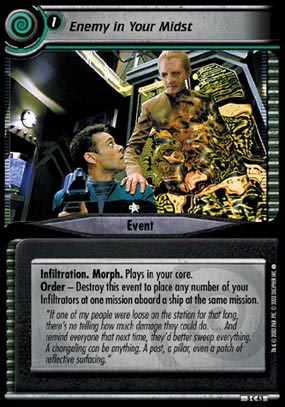 1 Enemy in Your Midst
Event
Infiltration. Morph. Plays in your core.
Order – Destroy this event to place any number of your
Infiltrators at one mission aboard a ship at the same mission.
"If one of my people were loose on the station for that long,
there's no telling how much damage they could do. . . . And
remind everyone that next time, they'd better sweep everything.
A changeling can be anything. A post, a pillar, even a patch of
reflective surfacing."
3 C 63